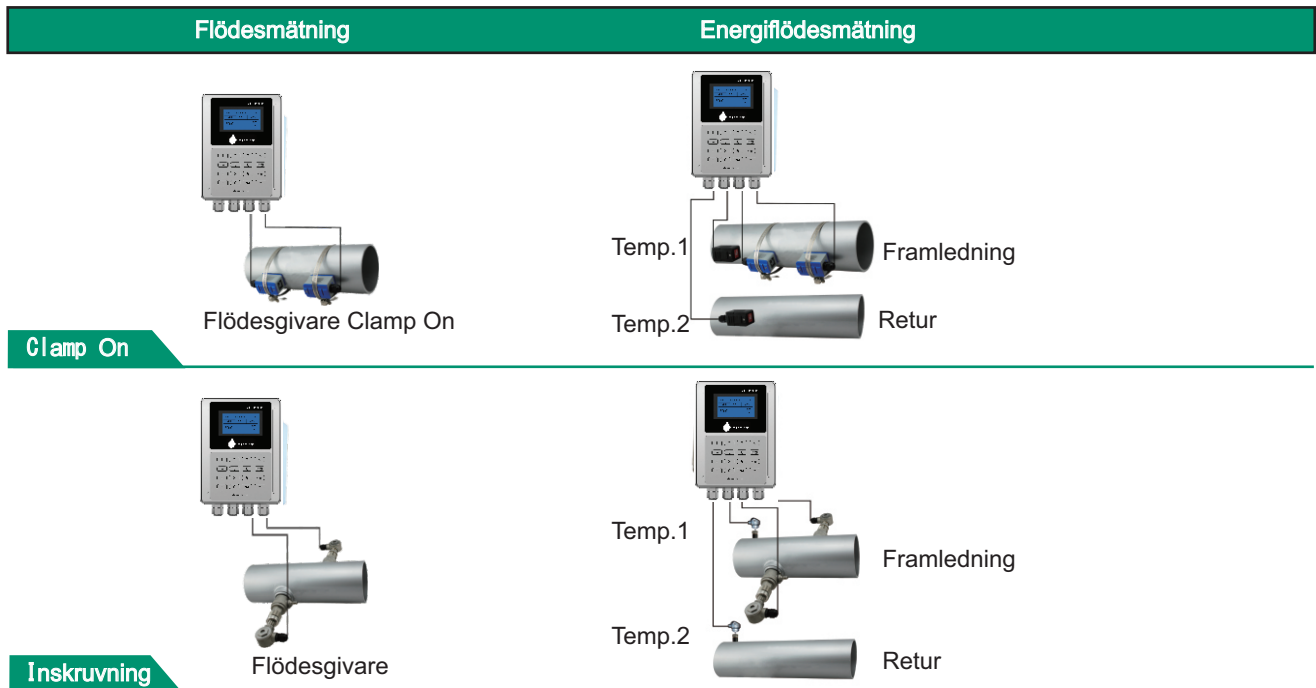 Flödesmätning
Energiflödesmätning
Temp.1
Framledning
Flödesgivare Clamp On
Temp.2
Retur
Clamp On
Temp.1
Framledning
Temp.2
Flödesgivare
Retur
Inskruvning